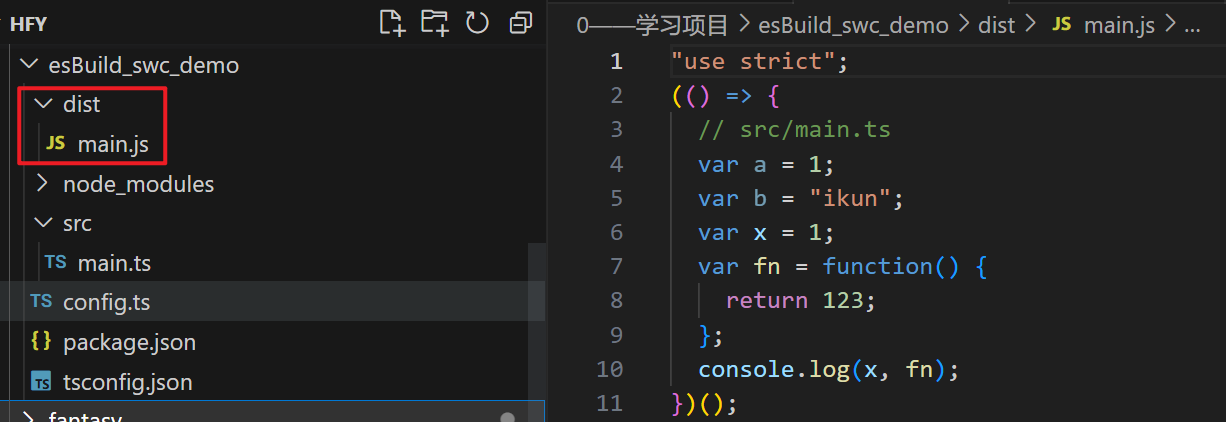 HFY
esBuild_swc_demo
dist
JS main.js
node_modules
src
TS main.ts
TS config.ts
{} package.json
TS tsconfig.json
fantasy
0——学习项目 > esBuild_swc_demo > dist > JS main.js > ...
1 "use strict";
2 (() => {
3 // src/main.ts
4 var a = 1;
5 var b = "ikun";
6 var x = 1;
7 var fn = function() {
8 return 123;
9 };
10 console.log(x, fn);
11 })();